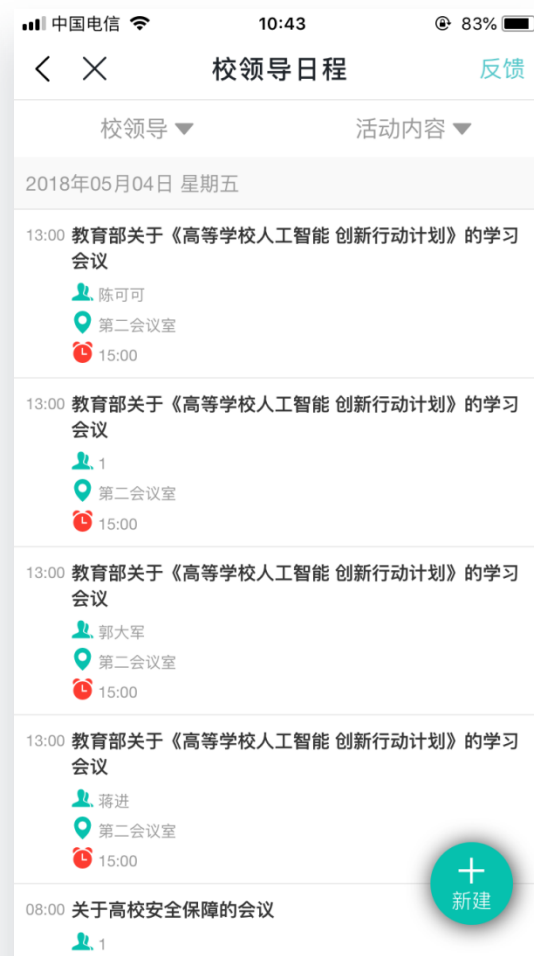 中国电信 10:43 83%
校领导日程 反馈
校领导 活动内容
2018年05月04日 星期五
13:00 教育部关于《高等学校人工智能 创新行动计划》的学习
会议
陈可可
第二会议室
15:00
13:00 教育部关于《高等学校人工智能 创新行动计划》的学习
会议
1
第二会议室
15:00
13:00 教育部关于《高等学校人工智能 创新行动计划》的学习
会议
郭大军
第二会议室
15:00
13:00 教育部关于《高等学校人工智能 创新行动计划》的学习
会议
蒋进
第二会议室
15:00
新建
08:00 关于高校安全保障的会议
1